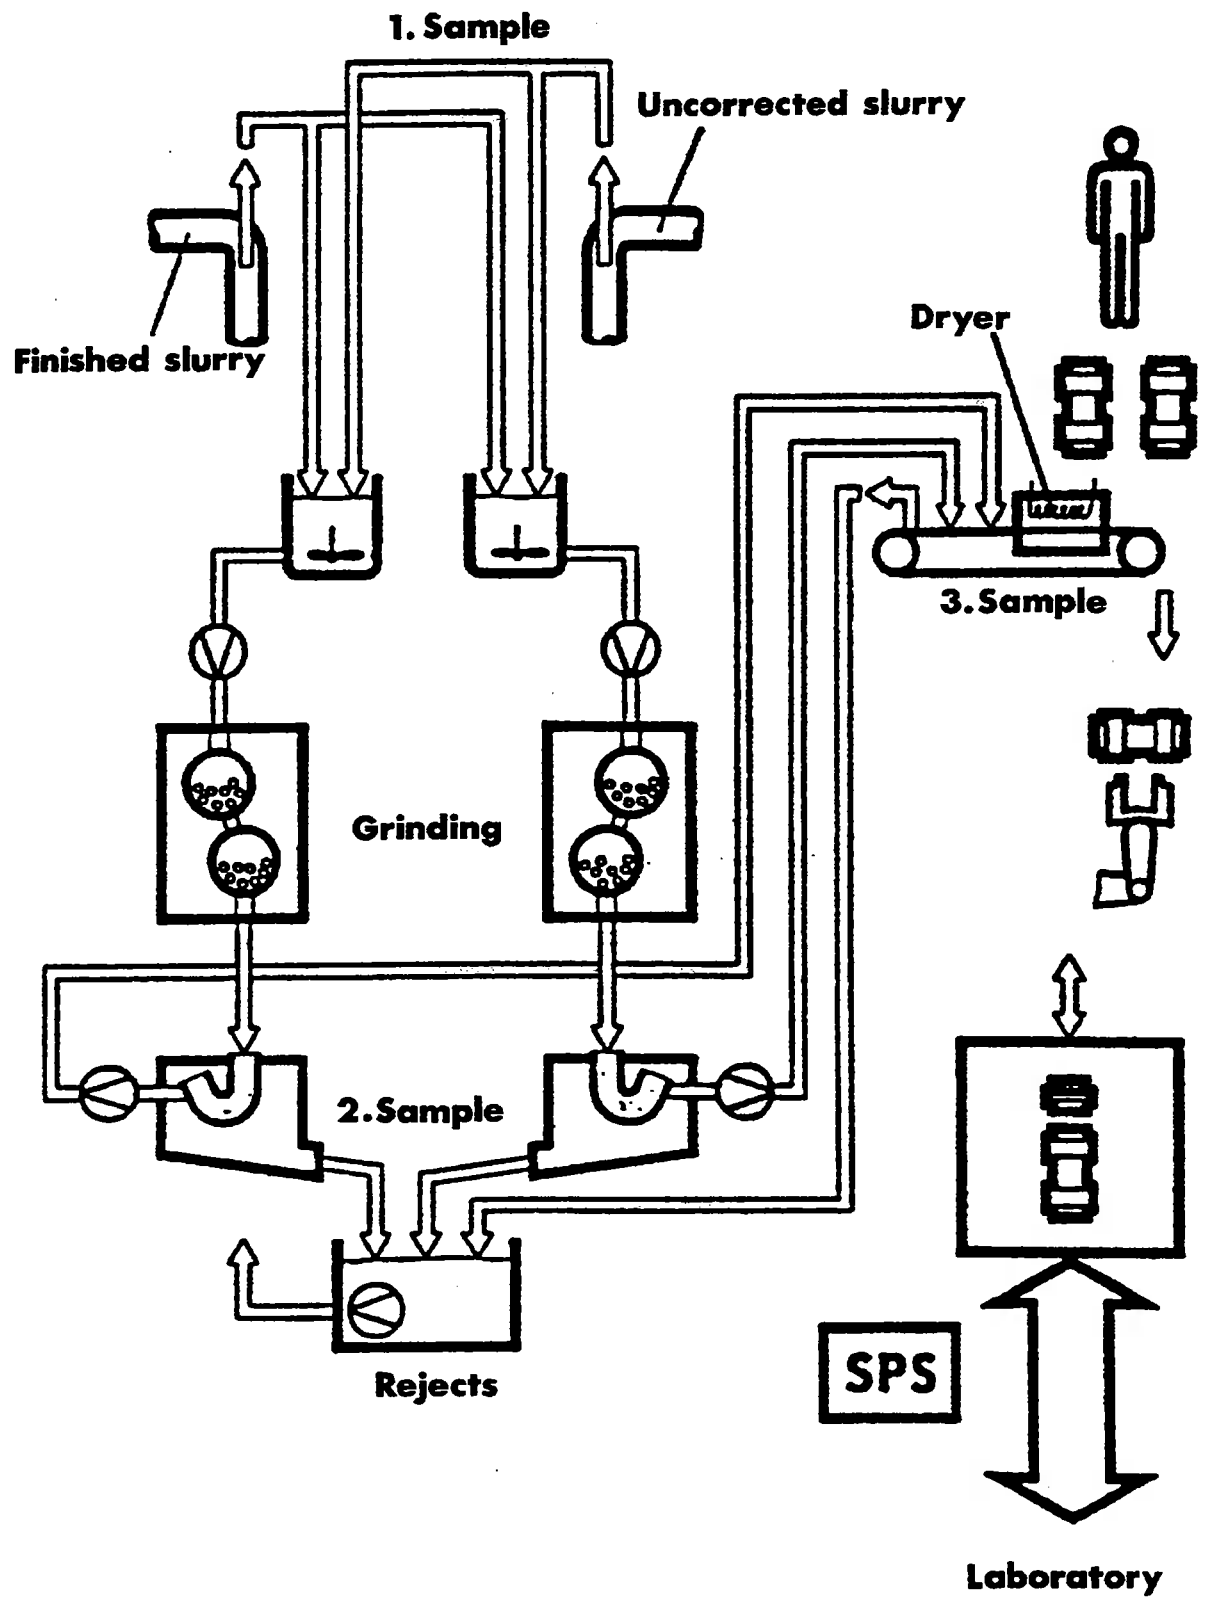 1. Sample
Uncorrected slurry
Finished slurry
Dryer
3. Sample
Grinding
2. Sample
Rejects
SPS
Laboratory